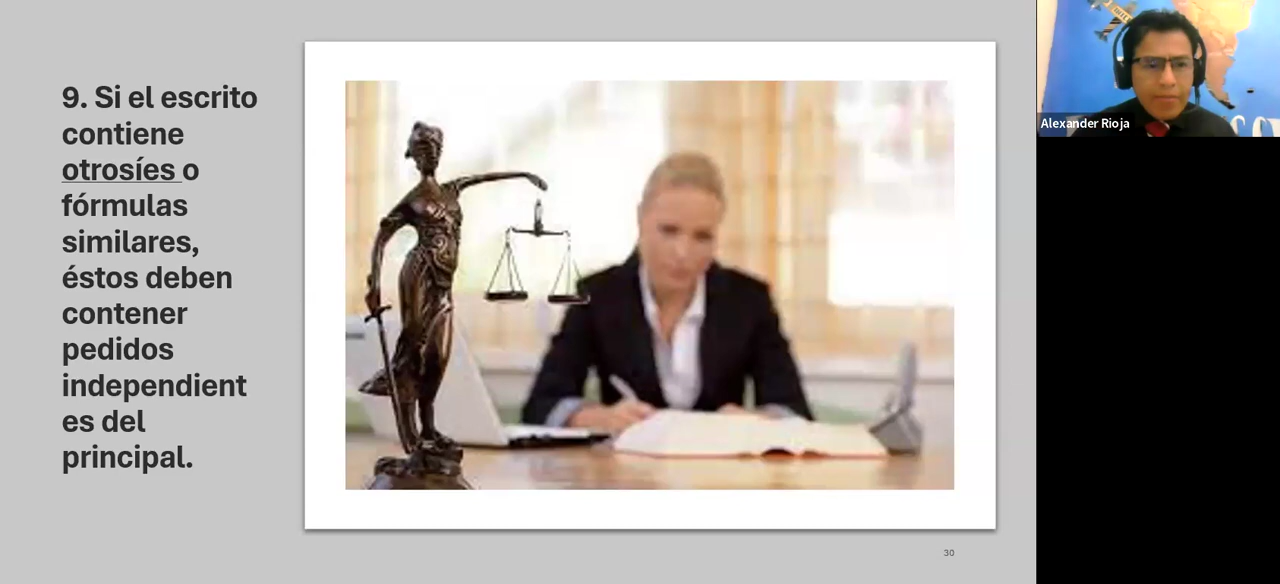 9. Si el escrito
contiene
otrosíes o
fórmulas
similares,
éstos deben
contener
pedidos
independient
es del
principal.
30
Alexander Rioja